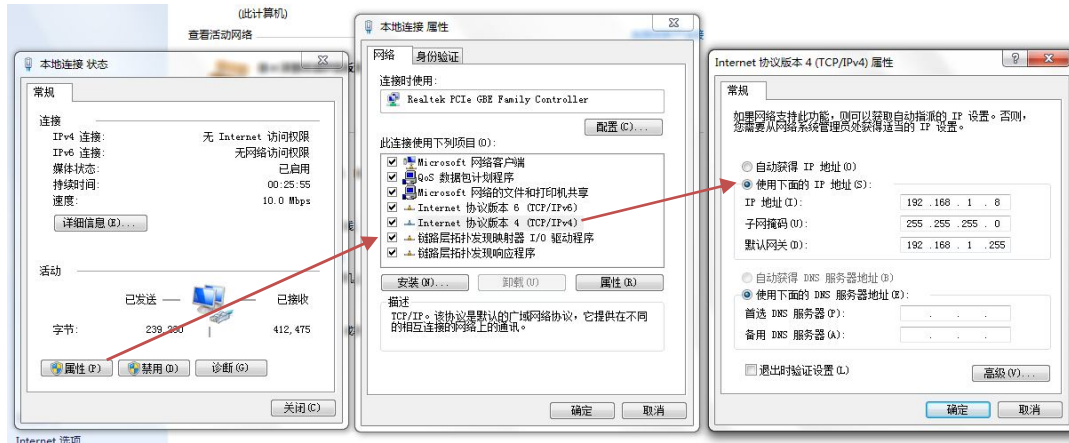 (此计算机)
查看活动网络
本地连接 状态
常规
连接
IPv4 连接: 无 Internet 访问权限
IPv6 连接: 无网络访问权限
媒体状态: 已启用
持续时间: 00:25:55
速度: 10.0 Mbps
详细信息(E)...
活动
已发送 — — 已接收
字节: 239,230 | 412,475
属性(P) 禁用(D) 诊断(G)
关闭(C)
Internet 选项
本地连接 属性
网络 身份验证
连接时使用:
Realtek PCIe GBE Family Controller
配置(C)...
此连接使用下列项目(O):
Microsoft 网络客户端
QoS 数据包计划程序
Microsoft 网络的文件和打印机共享
Internet 协议版本 6 (TCP/IPv6)
Internet 协议版本 4 (TCP/IPv4)
链路层拓扑发现映射器 I/O 驱动程序
链路层拓扑发现响应程序
安装(N)... 卸载(U) 属性(R)
描述
TCP/IP。该协议是默认的广域网络协议，它提供在不同
的相互连接的网络上的通讯。
确定 取消
Internet 协议版本 4 (TCP/IPv4) 属性
常规
如果网络支持此功能，则可以获取自动指派的 IP 设置。否则，
您需要从网络系统管理员处获得适当的 IP 设置。
自动获得 IP 地址(O)
使用下面的 IP 地址(S):
IP 地址(I): 192 .168 . 1 . 8
子网掩码(U): 255 .255 .255 . 0
默认网关(D): 192 .168 . 1 .255
自动获得 DNS 服务器地址(B)
使用下面的 DNS 服务器地址(E):
首选 DNS 服务器(P): . . .
备用 DNS 服务器(A): . . .
退出时验证设置(L)
高级(V)...
确定 取消